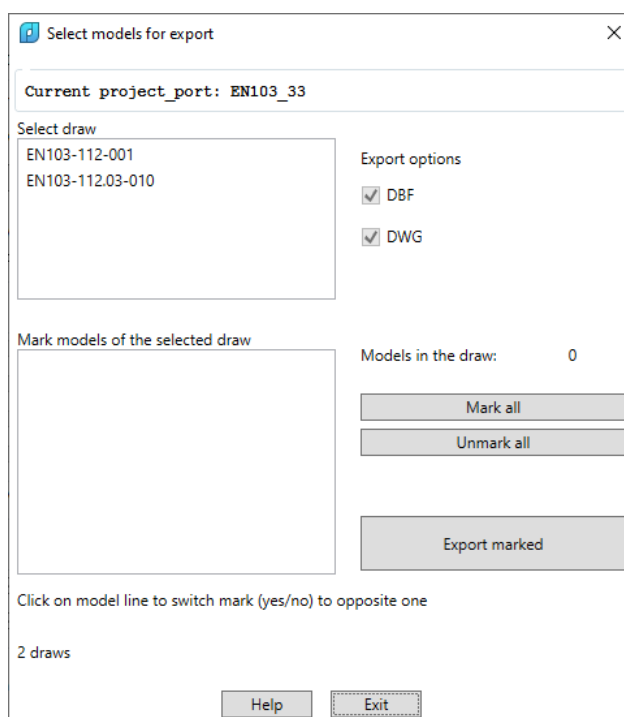 Select models for export
Current project_port: EN103_33
Select draw
EN103-112-001
EN103-112.03-010
Export options
DBF
DWG
Mark models of the selected draw
Models in the draw: 0
Mark all
Unmark all
Export marked
Click on model line to switch mark (yes/no) to opposite one
2 draws
Help
Exit